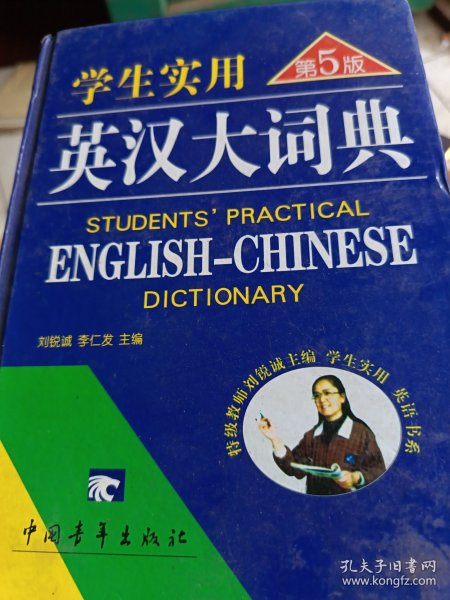 学生实用
第5版
英汉大词典
STUDENTS' PRACTICAL
ENGLISH-CHINESE
DICTIONARY
刘锐诚 李仁发 主编
特级教师刘锐诚主编 学生实用 英语书系
中国青年出版社
孔夫子旧书网
www.kongfz.com